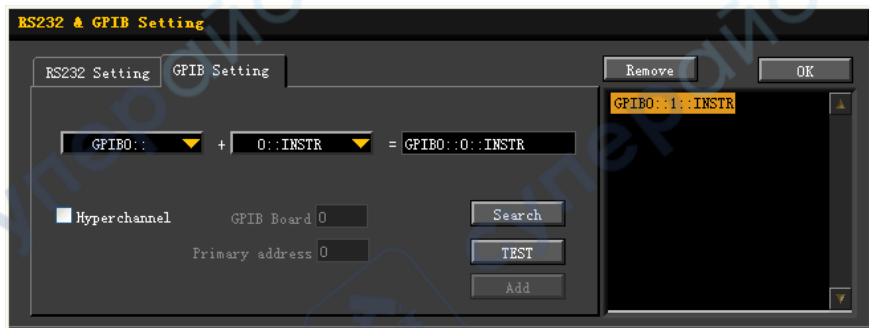 RS232 & GPIB Setting
RS232 Setting
GPIB Setting
Remove
OK
GPIB0::1::INSTR
GPIB0::
+
0::INSTR
=
GPIB0::0::INSTR
Hyperchannel
GPIB Board 0
Search
Primary address 0
TEST
Add